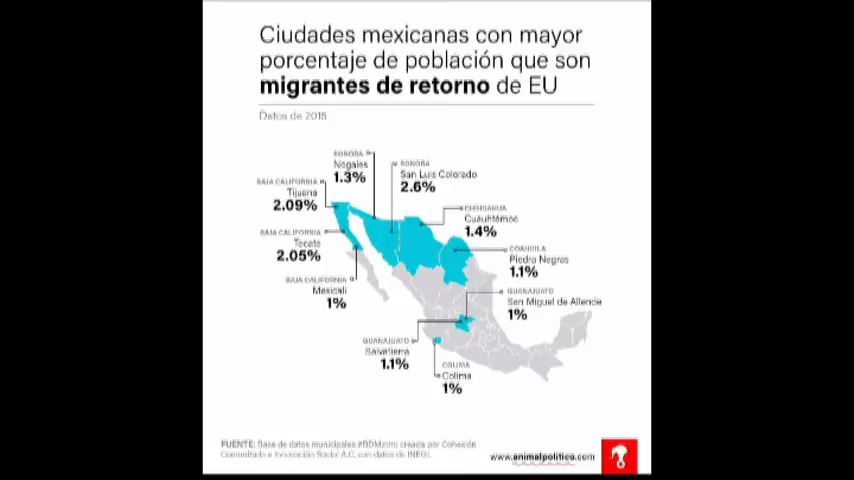 Ciudades mexicanas con mayor
porcentaje de población que son
migrantes de retorno de EU
Datos de 2015
SONORA
Nogales
1.3%
SONORA
San Luis Colorado
2.6%
BAJA CALIFORNIA
Tijuana
2.09%
CHIHUAHUA
Cuauhtémoc
1.4%
BAJA CALIFORNIA
Tecate
2.05%
COAHUILA
Piedra Negras
1.1%
BAJA CALIFORNIA
Mexicali
1%
GUANAJUATO
San Miguel de Allende
1%
GUANAJUATO
Salvatierra
1.1%
COLIMA
Colima
1%
FUENTE: Base de datos municipales creada por Cohesión
Comunitaria e Innovación Social A.C. con datos de INEGI.
www.animalpolitico.com